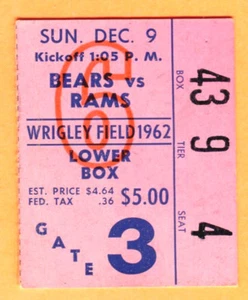 SUN. DEC. 9
Kickoff 1:05 P. M.
BEARS vs
RAMS
6
WRIGLEY FIELD 1962
LOWER
BOX
EST. PRICE $4.64
FED. TAX .36
$5.00
GATE 3
BOX 43
TIER 9
SEAT 4